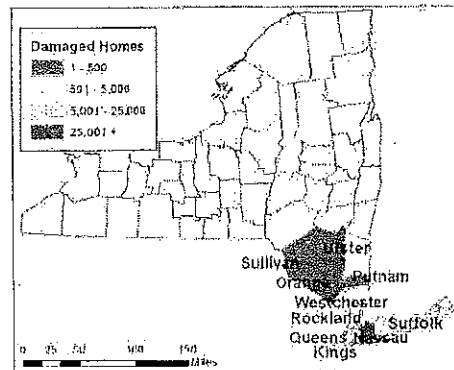 Damaged Homes
1 - 500
501 - 5,000
5,001 - 25,000
25,001 +
Ulster
Sullivan
Putnam
Orange
Westchester
Rockland
Suffolk
Queens Nassau
Kings
0 25 50 100 150
Miles